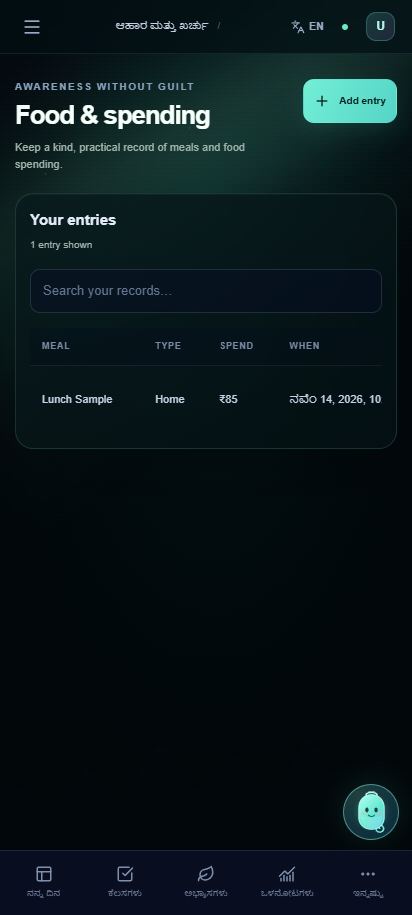 ಆಹಾರ ಮತ್ತು ಖರ್ಚು /
EN
U
AWARENESS WITHOUT GUILT
Food & spending
Add entry
Keep a kind, practical record of meals and food
spending.
Your entries
1 entry shown
Search your records...
MEAL TYPE SPEND WHEN
Lunch Sample Home ₹85 ನವೆಂ 14, 2026, 10
ನನ್ನ ದಿನ ಕೆಲಸಗಳು ಅಭ್ಯಾಸಗಳು ಒಳನೋಟಗಳು ಇನ್ನಷ್ಟು